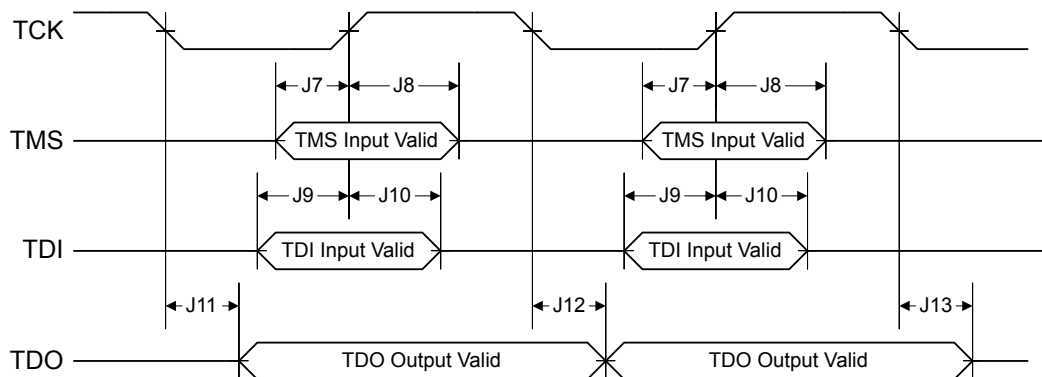 TCK
J7 J8 J7 J8
TMS TMS Input Valid TMS Input Valid
J9 J10 J9 J10
TDI TDI Input Valid TDI Input Valid
J11 J12 J13
TDO TDO Output Valid TDO Output Valid